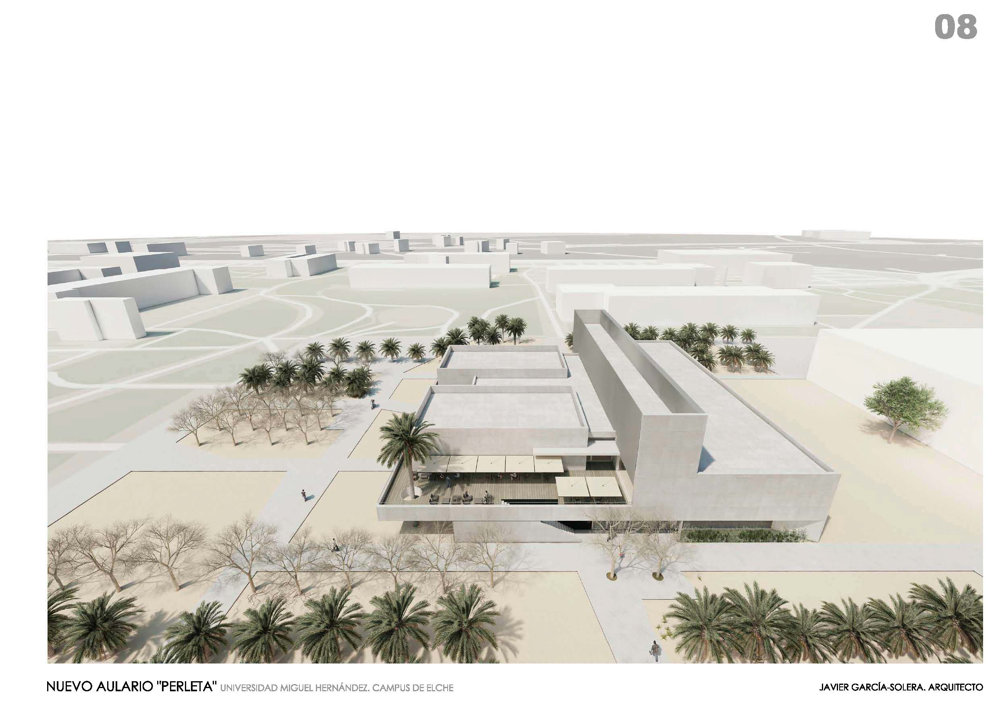 08
NUEVO AULARIO "PERLETA" UNIVERSIDAD MIGUEL HERNÁNDEZ. CAMPUS DE ELCHE
JAVIER GARCÍA-SOLERA. ARQUITECTO